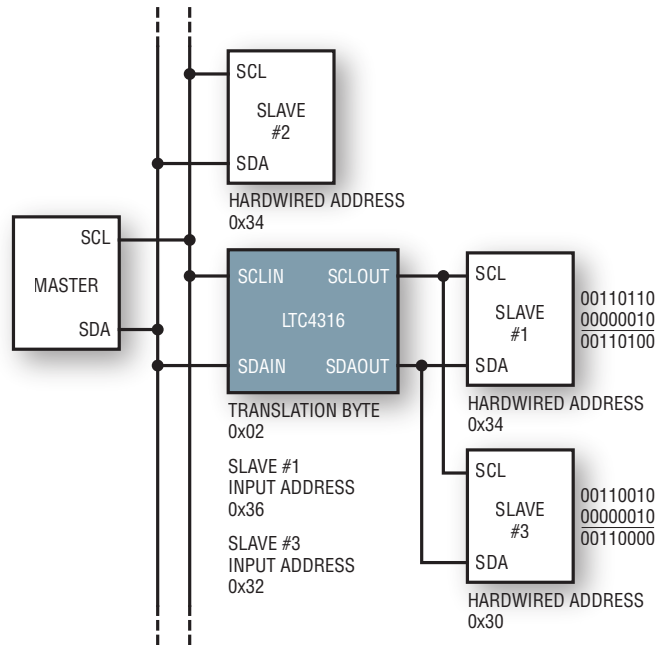 SCL
SLAVE
#2
SDA
HARDWIRED ADDRESS
0x34
SCL
MASTER
SDA
SCLIN SCLOUT
LTC4316
SDAIN SDAOUT
TRANSLATION BYTE
0x02
SLAVE #1
INPUT ADDRESS
0x36
SLAVE #3
INPUT ADDRESS
0x32
SCL
SLAVE
#1
SDA
00110110
00000010
00110100
HARDWIRED ADDRESS
0x34
SCL
SLAVE
#3
SDA
00110010
00000010
00110000
HARDWIRED ADDRESS
0x30